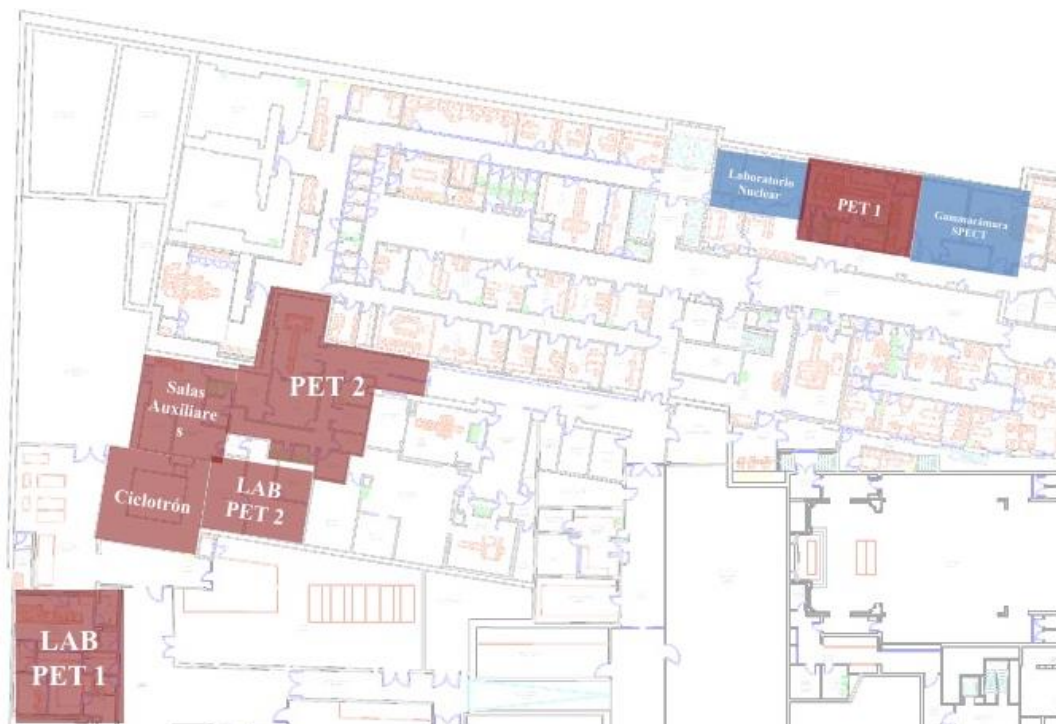 Laboratorio
Nuclear
PET 1
Gammacámara
SPECT
PET 2
Salas
Auxiliare
s
Ciclotrón
LAB
PET 2
LAB
PET 1